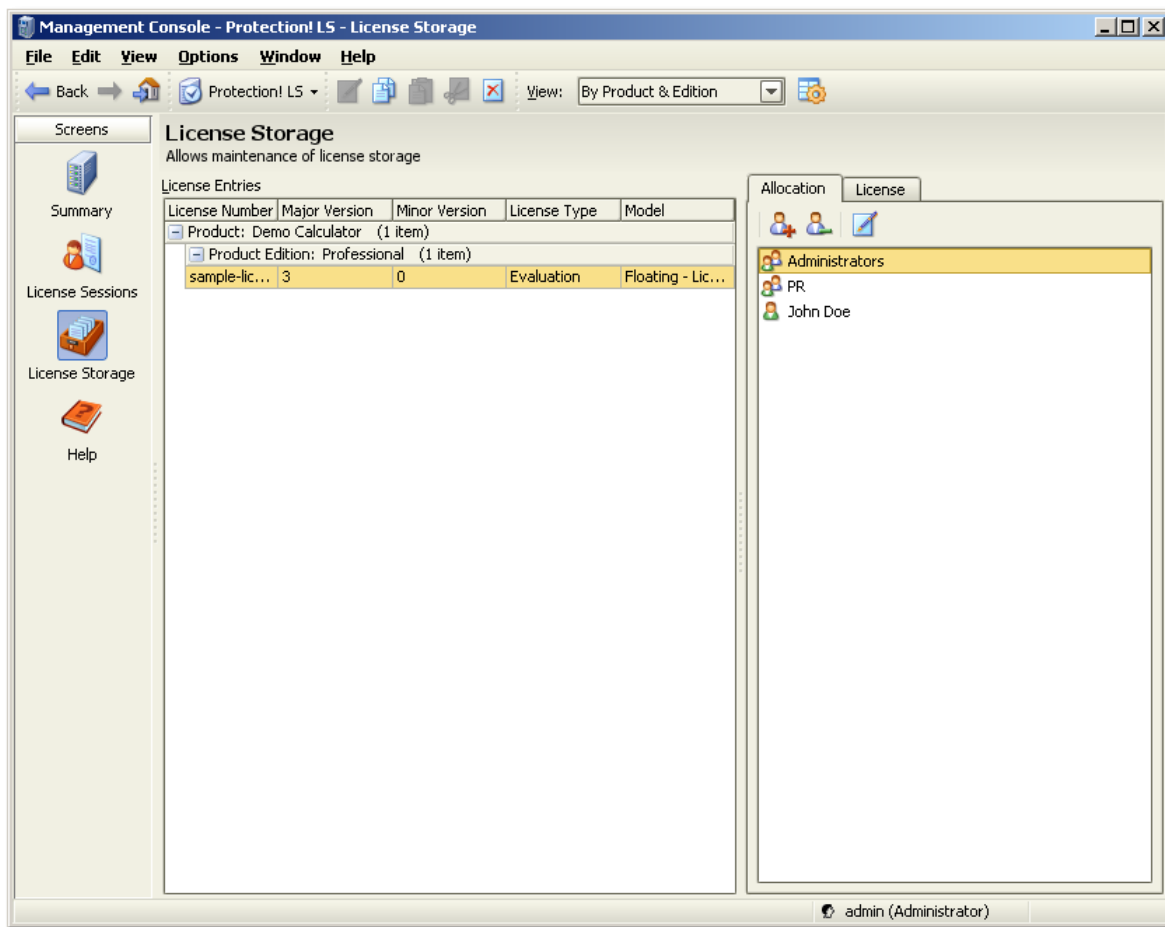 Management Console - Protection! LS - License Storage
File Edit View Options Window Help
Back Protection! LS View: By Product & Edition
Screens
Summary
License Sessions
License Storage
Help
License Storage
Allows maintenance of license storage
License Entries
License Number Major Version Minor Version License Type Model
Product: Demo Calculator (1 item)
Product Edition: Professional (1 item)
sample-lic... 3 0 Evaluation Floating - Lic...
Allocation License
Administrators
PR
John Doe
admin (Administrator)